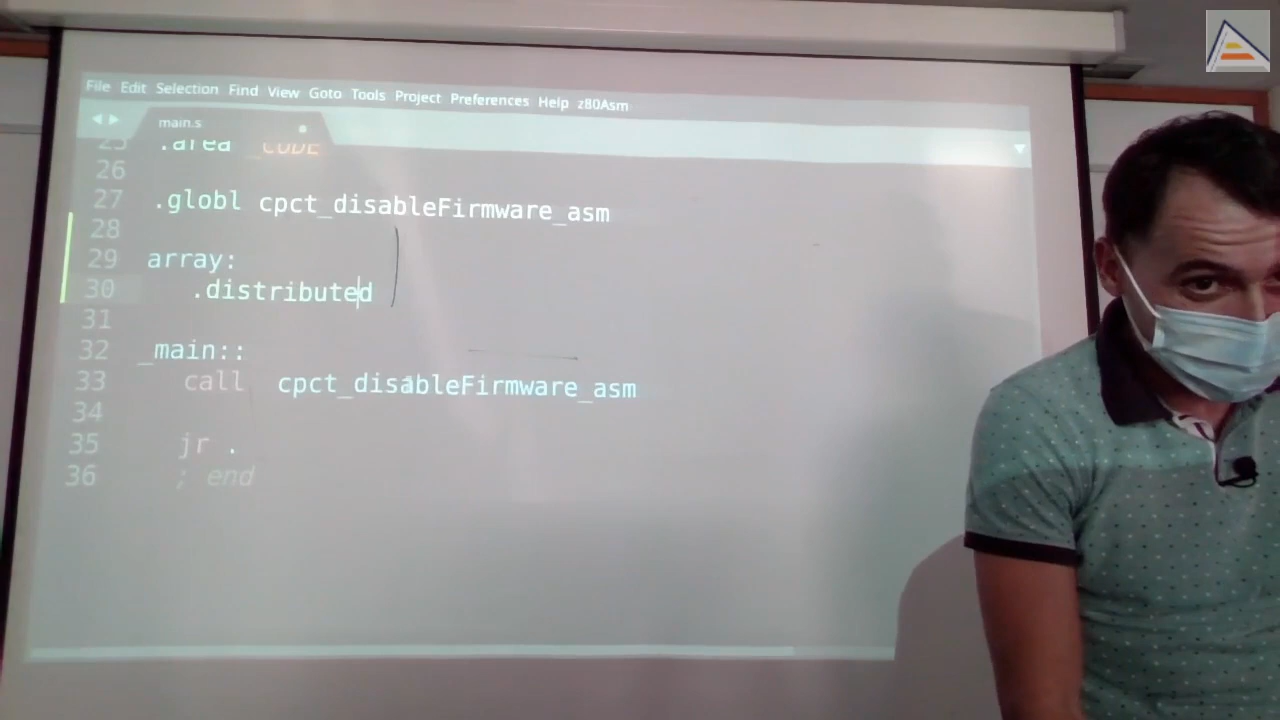 File Edit Selection Find View Goto Tools Project Preferences Help z80Asm
main.s
25 .area _CODE
26
27 .globl cpct_disableFirmware_asm
28
29 array:
30 .distributed
31
32 _main::
33 call cpct_disableFirmware_asm
34
35 jr .
36 ; end